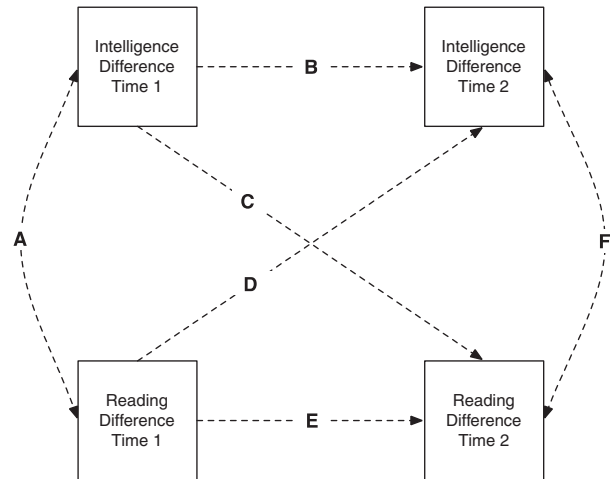 Intelligence
Difference
Time 1
B
Intelligence
Difference
Time 2
C
A
F
D
Reading
Difference
Time 1
E
Reading
Difference
Time 2